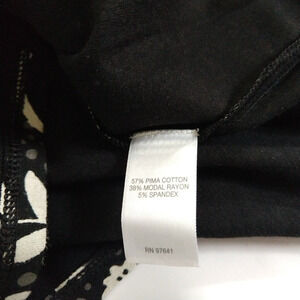 57% PIMA COTTON
38% MODAL RAYON
5% SPANDEX
RN 97641